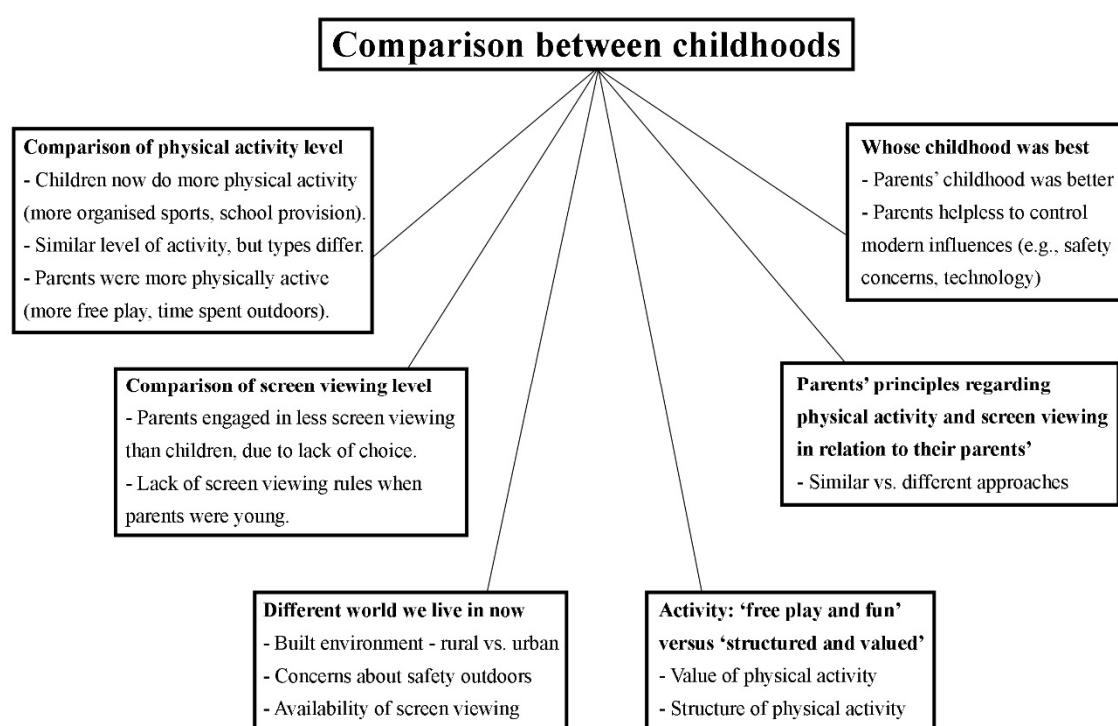 Comparison between childhoods
Comparison of physical activity level
- Children now do more physical activity
(more organised sports, school provision).
- Similar level of activity, but types differ.
- Parents were more physically active
(more free play, time spent outdoors).
Whose childhood was best
- Parents’ childhood was better
- Parents helpless to control
modern influences (e.g., safety
concerns, technology)
Comparison of screen viewing level
- Parents engaged in less screen viewing
than children, due to lack of choice.
- Lack of screen viewing rules when
parents were young.
Parents’ principles regarding
physical activity and screen viewing
in relation to their parents’
- Similar vs. different approaches
Different world we live in now
- Built environment - rural vs. urban
- Concerns about safety outdoors
- Availability of screen viewing
Activity: ‘free play and fun’
versus ‘structured and valued’
- Value of physical activity
- Structure of physical activity